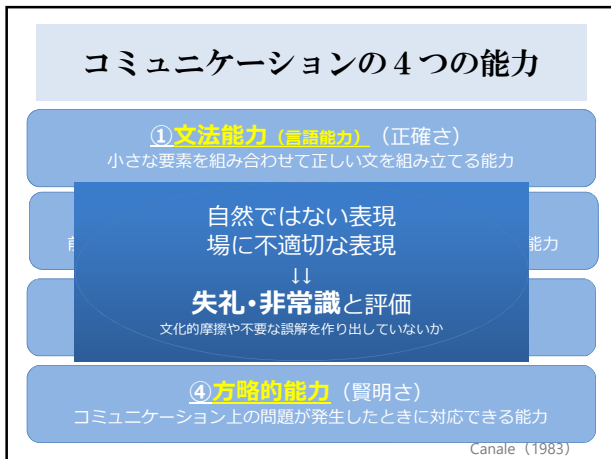 コミュニケーションの4つの能力
①文法能力（言語能力）（正確さ）
小さな要素を組み合わせて正しい文を組み立てる能力
能力
自然ではない表現
場に不適切な表現
↓↓
失礼・非常識と評価
文化的摩擦や不要な誤解を作り出していないか
④方略的能力（賢明さ）
コミュニケーション上の問題が発生したときに対応できる能力
Canale（1983）